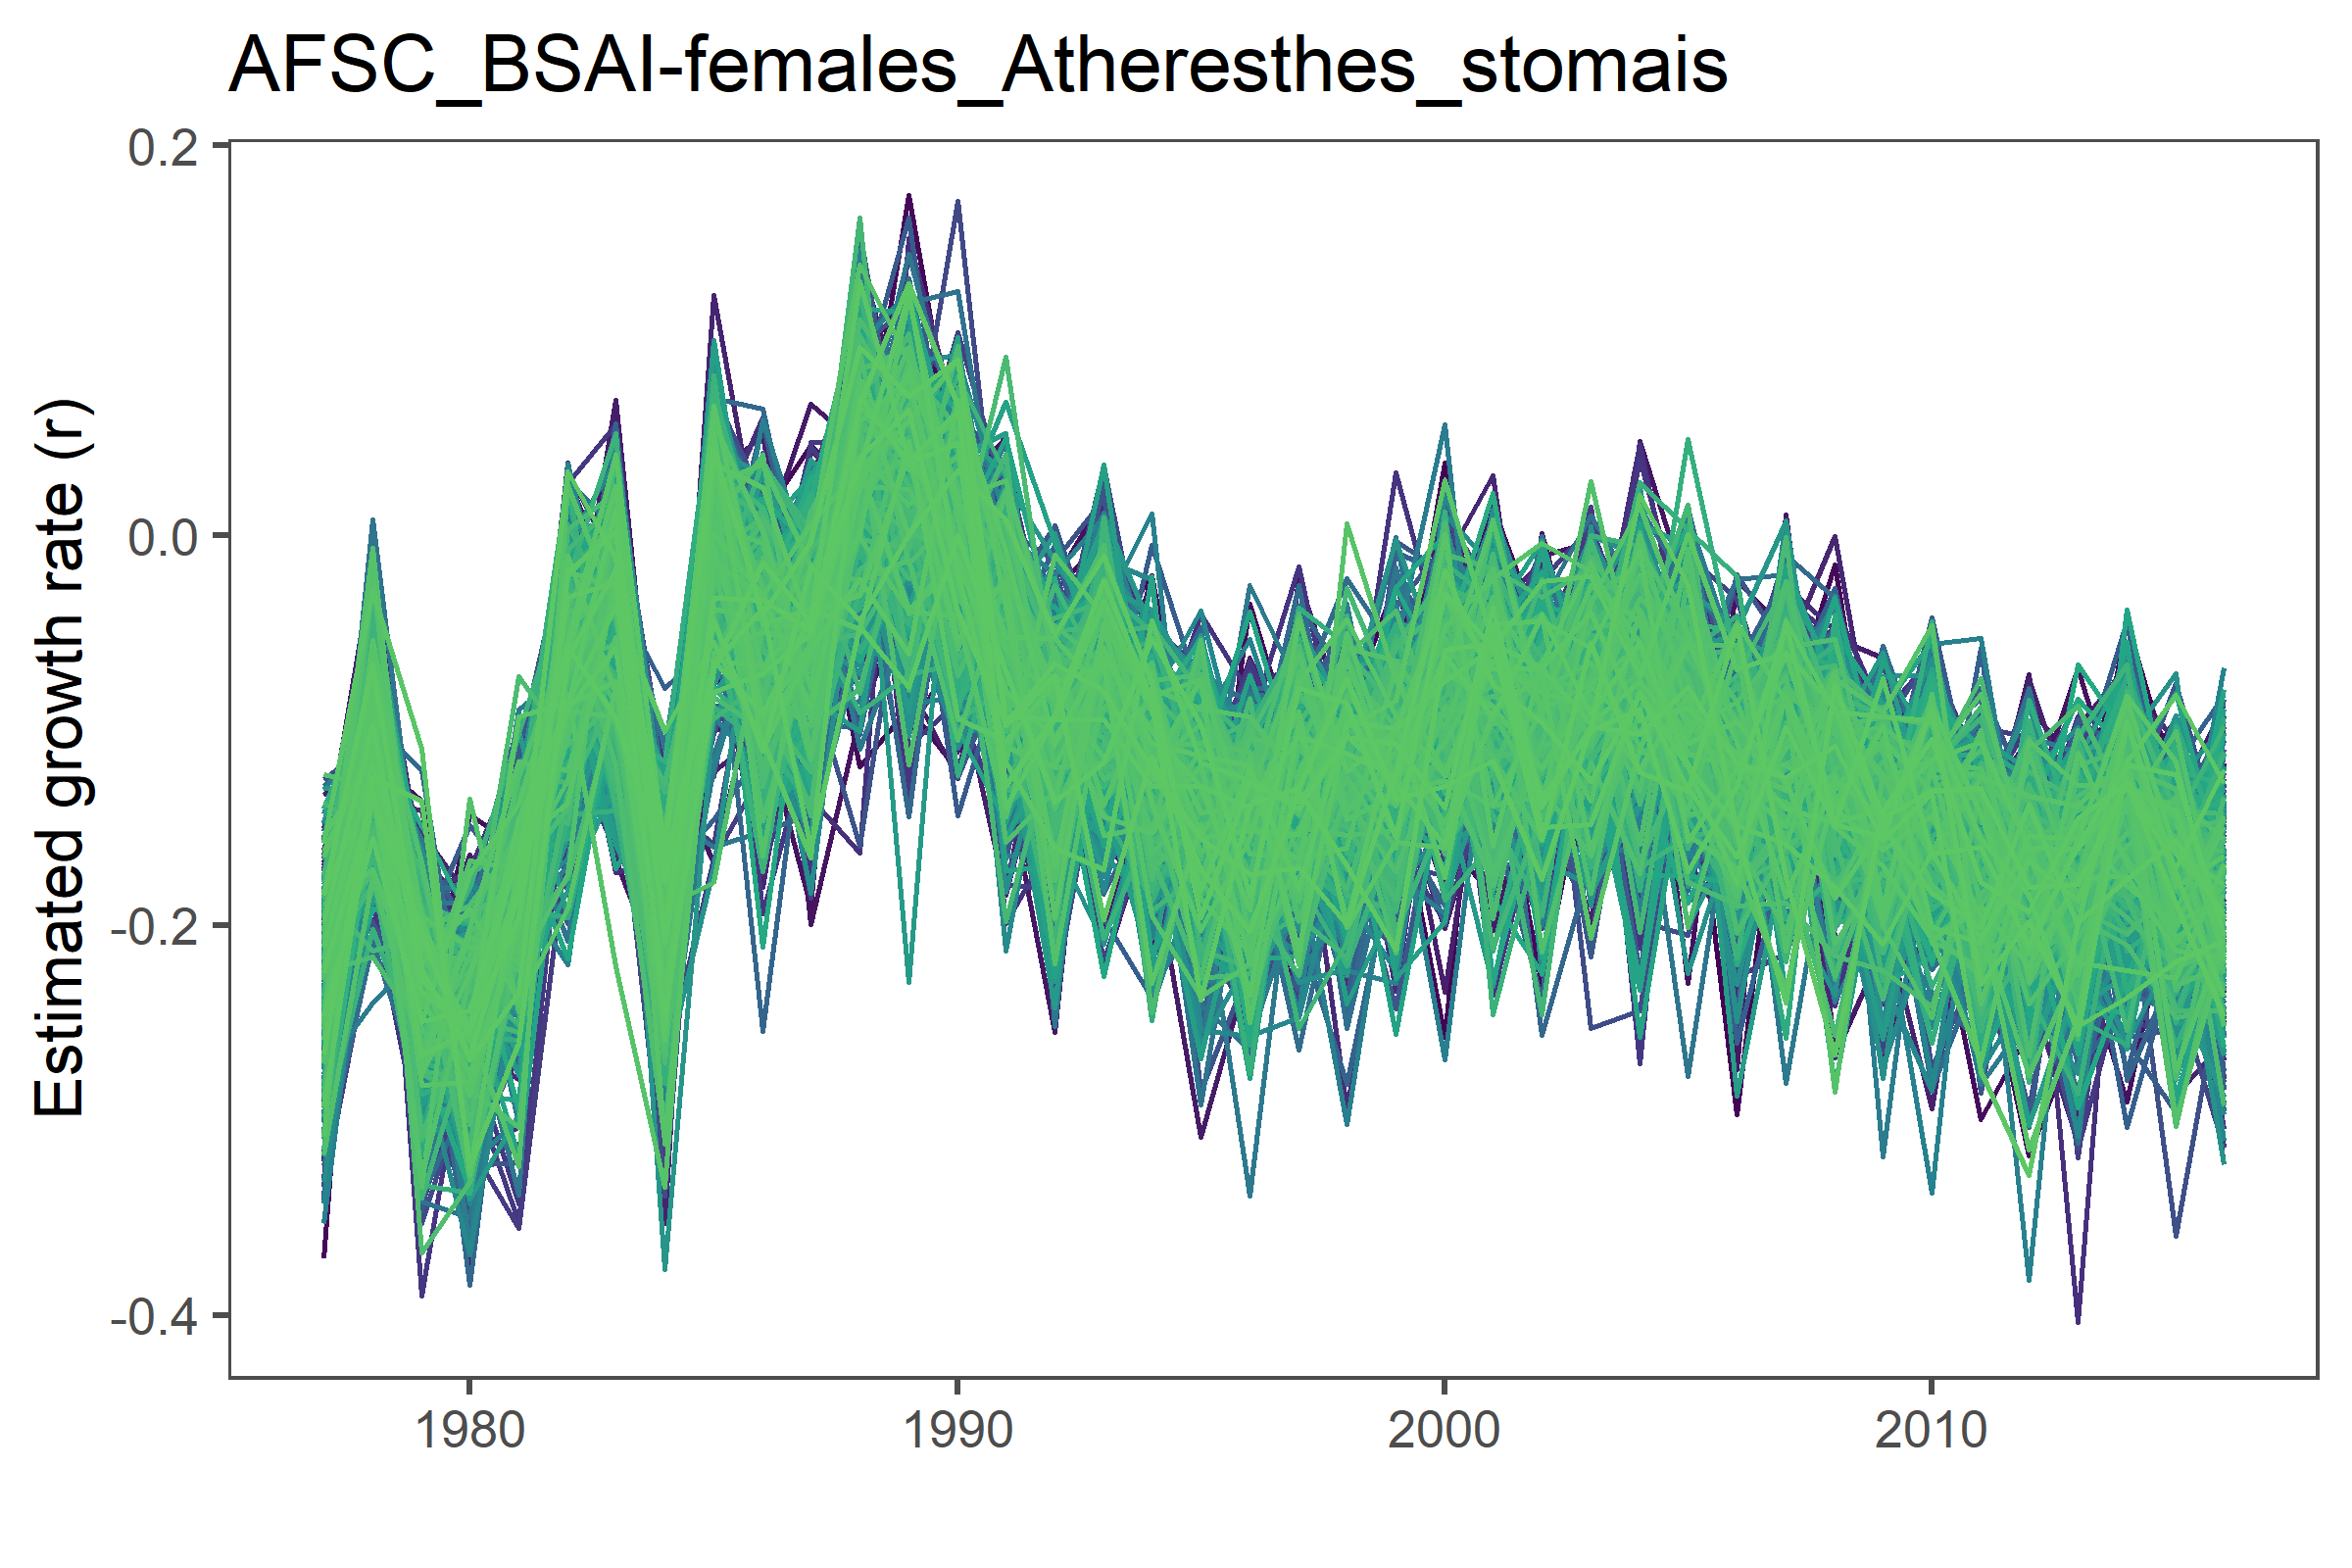 AFSC_BSAI-females_Atheresthes_stomais
Estimated growth rate (r)
0.2
0.0
-0.2
-0.4
1980 1990 2000 2010